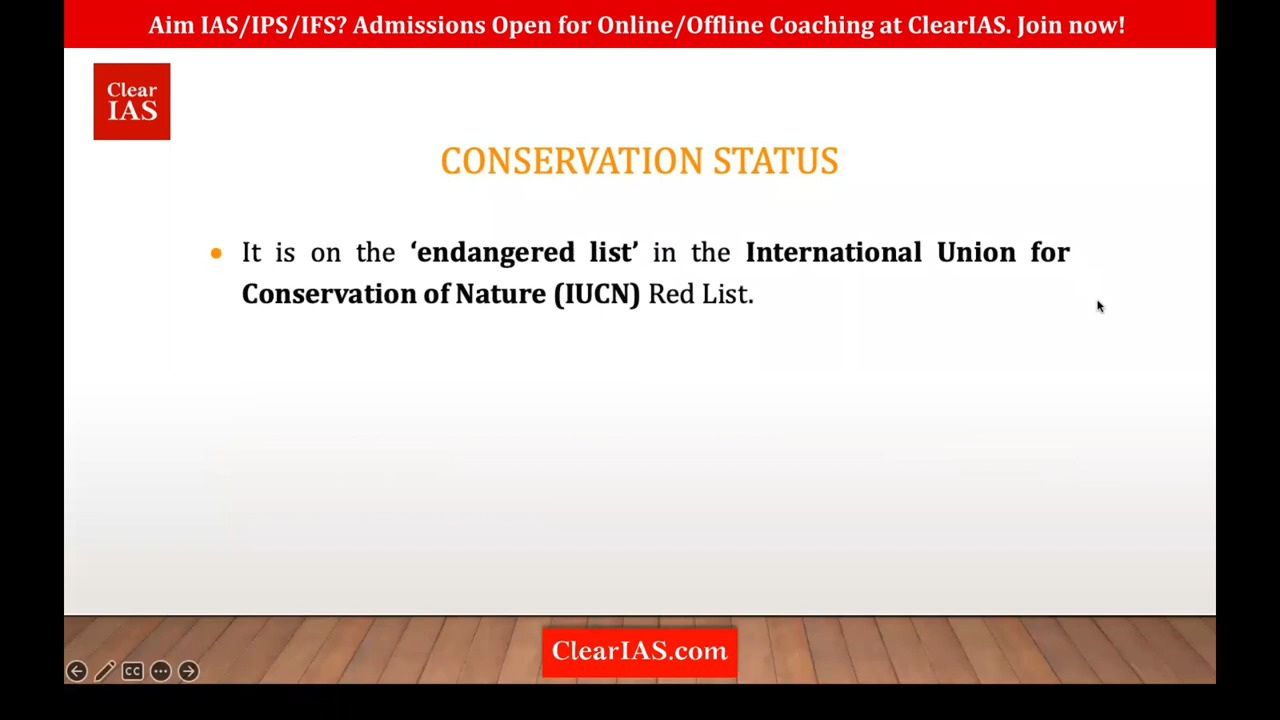 Aim IAS/IPS/IFS? Admissions Open for Online/Offline Coaching at ClearIAS. Join now!
Clear
IAS
CONSERVATION STATUS
• It is on the ‘endangered list’ in the International Union for
Conservation of Nature (IUCN) Red List.
ClearIAS.com
CC